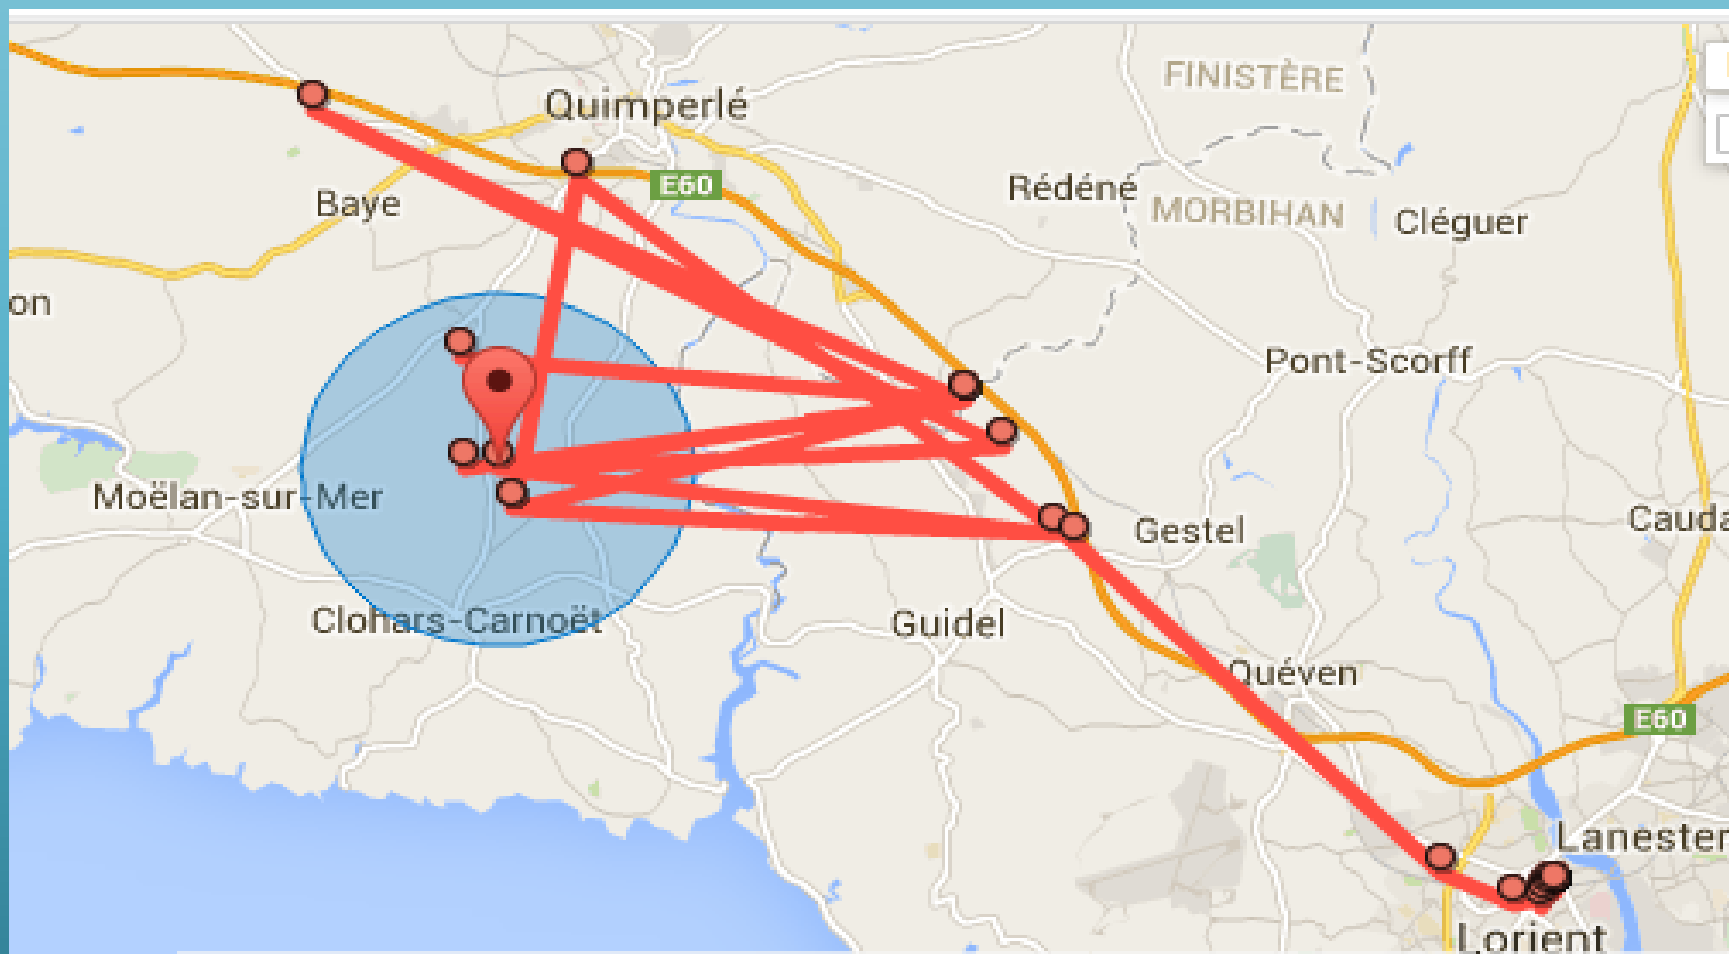 FINISTÈRE
Quimperlé
E60
Rédéné
Baye
MORBIHAN
Cléguer
on
Pont-Scorff
Moëlan-sur-Mer
Cauda
Gestel
Clohars-Carnoët
Guidel
Quéven
E60
Lanester
Lorient